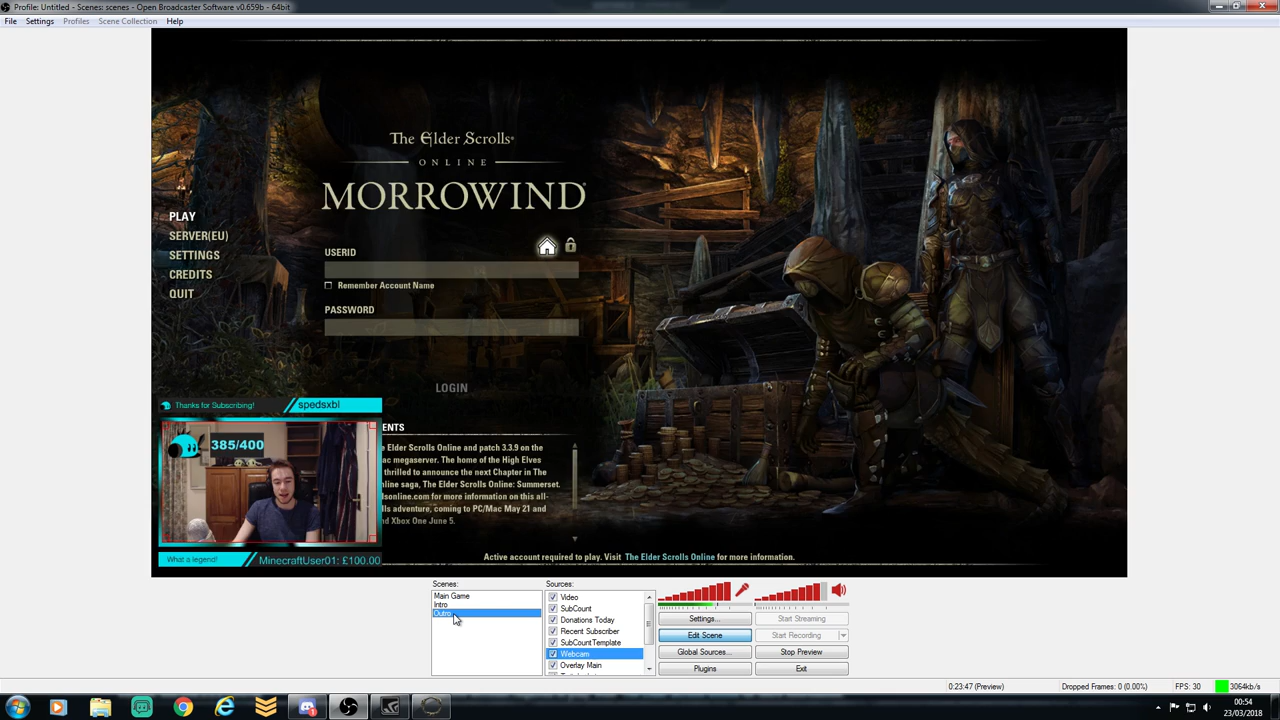 Profile: Untitled - Scenes: scenes - Open Broadcaster Software v0.659b - 64bit
File Settings Profiles Scene Collection Help
The Elder Scrolls
ONLINE
MORROWIND
PLAY
SERVER(EU)
SETTINGS
CREDITS
QUIT
USERID
Remember Account Name
PASSWORD
LOGIN
Thanks for Subscribing! spedsxbl
385/400
What a legend! MinecraftUser01: £100.00
ENTS
e Elder Scrolls Online and patch 3.3.9 on the
ac megaserver. The home of the High Elves
thrilled to announce the next Chapter in The
nline saga, The Elder Scrolls Online: Summerset.
lsonline.com for more information on this all-
lls adventure, coming to PC/Mac May 21 and
nd Xbox One June 5.
Active account required to play. Visit The Elder Scrolls Online for more information.
Scenes:
Main Game
Intro
Outro
Sources:
Video
SubCount
Donations Today
Recent Subscriber
SubCountTemplate
Webcam
Overlay Main
Settings...
Start Streaming
Edit Scene
Start Recording
Global Sources...
Stop Preview
Plugins
Exit
0:23:47 (Preview) Dropped Frames: 0 (0.00%) FPS: 30 3064kb/s
00:54
23/03/2018